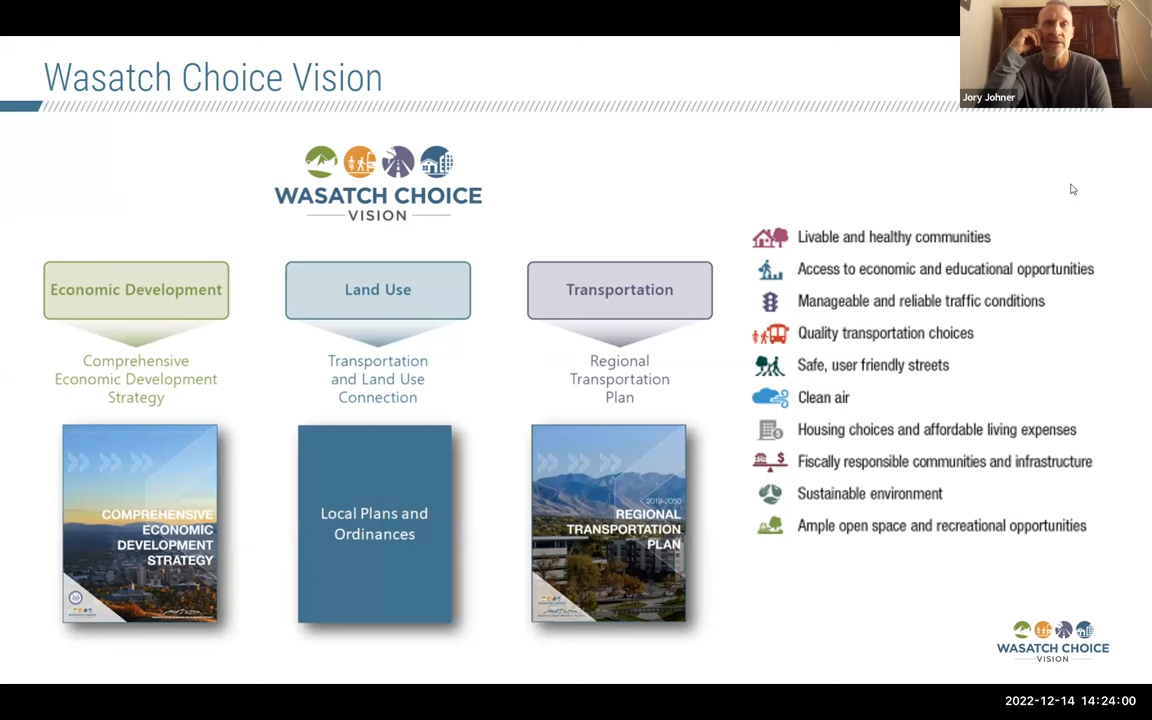 Wasatch Choice Vision
Jory Johner
WASATCH CHOICE
VISION
Economic Development
Land Use
Transportation
Comprehensive
Economic Development
Strategy
Transportation
and Land Use
Connection
Regional
Transportation
Plan
COMPREHENSIVE
ECONOMIC
DEVELOPMENT
STRATEGY
Local Plans and
Ordinances
2019-2050
REGIONAL
TRANSPORTATION
PLAN
Livable and healthy communities
Access to economic and educational opportunities
Manageable and reliable traffic conditions
Quality transportation choices
Safe, user friendly streets
Clean air
Housing choices and affordable living expenses
Fiscally responsible communities and infrastructure
Sustainable environment
Ample open space and recreational opportunities
WASATCH CHOICE
VISION
2022-12-14 14:24:00